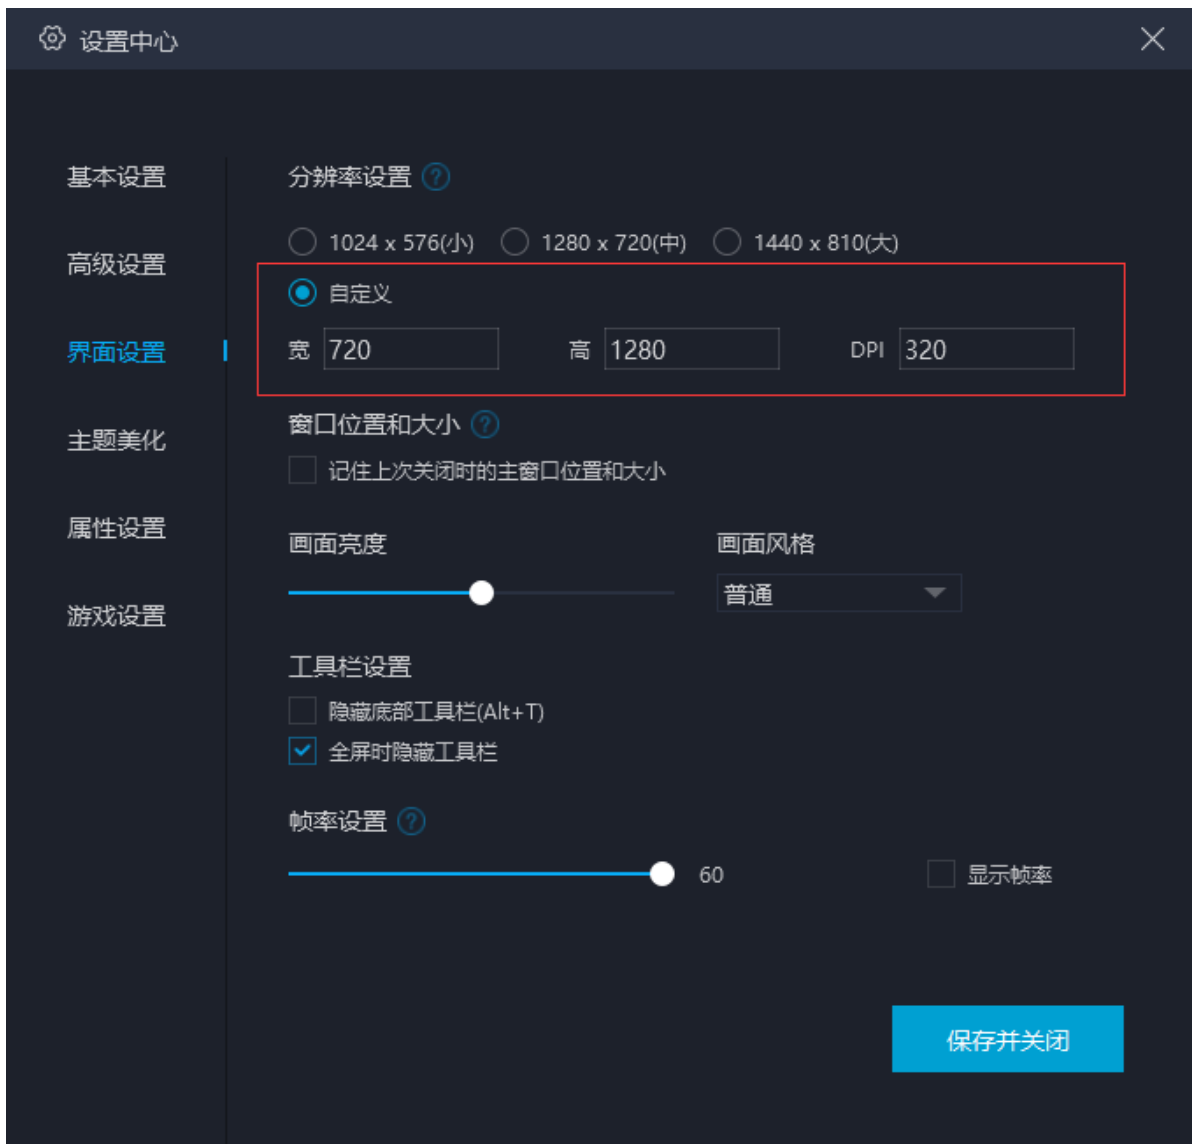 设置中心
基本设置
高级设置
界面设置
主题美化
属性设置
游戏设置
分辨率设置 ?
1024 x 576(小) 1280 x 720(中) 1440 x 810(大)
自定义
宽 720 高 1280 DPI 320
窗口位置和大小 ?
记住上次关闭时的主窗口位置和大小
画面亮度 画面风格
普通
工具栏设置
隐藏底部工具栏(Alt+T)
全屏时隐藏工具栏
帧率设置 ?
60 显示帧率
保存并关闭